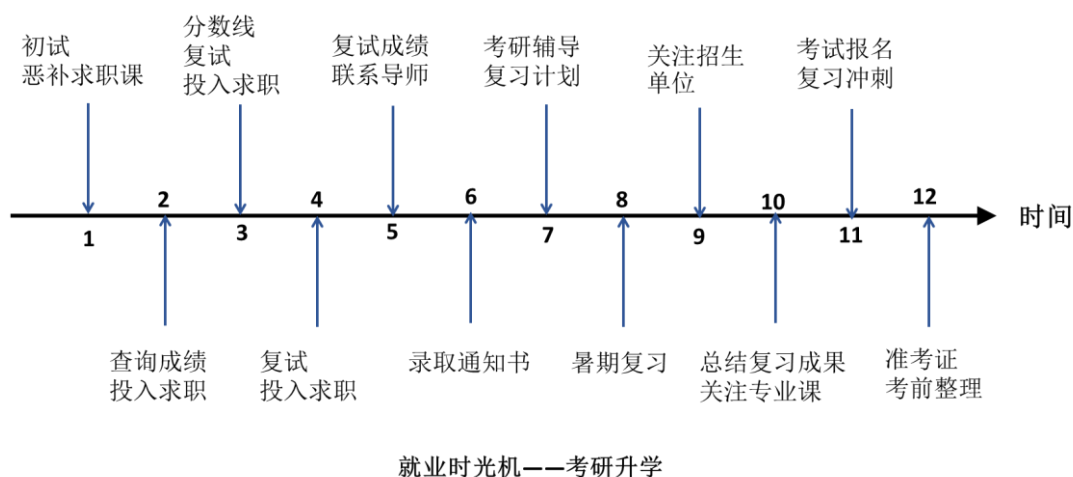 初试
恶补求职课
分数线
复试
投入求职
复试成绩
联系导师
考研辅导
复习计划
关注招生
单位
考试报名
复习冲刺
2
4
6
8
10
12
时间
1
3
5
7
9
11
查询成绩
投入求职
复试
投入求职
录取通知书
暑期复习
总结复习成果
关注专业课
准考证
考前整理
就业时光机——考研升学